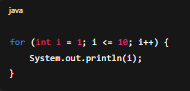 java
for (int i = 1; i <= 10; i++) {
    System.out.println(i);
}